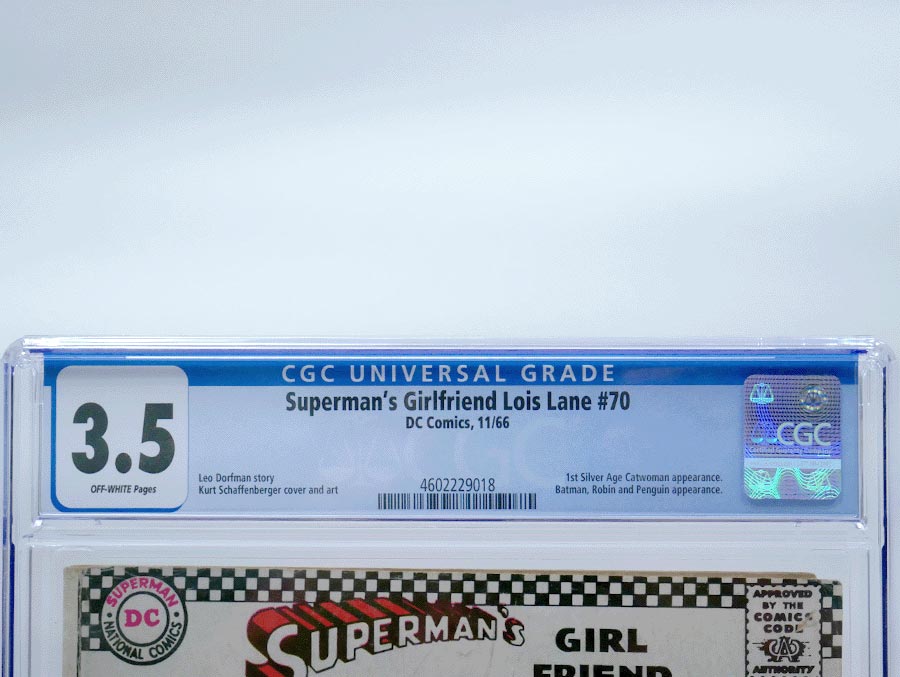 CGC UNIVERSAL GRADE
Superman's Girlfriend Lois Lane #70
DC Comics, 11/66
3.5
OFF-WHITE Pages
Leo Dorfman story
Kurt Schaffenberger cover and art
4602229018
1st Silver Age Catwoman appearance.
Batman, Robin and Penguin appearance.
CGC
SUPERMAN
DC
NATIONAL COMICS
SUPERMAN'S
GIRL
FRIEND
APPROVED
BY THE
COMICS
CODE
AUTHORITY